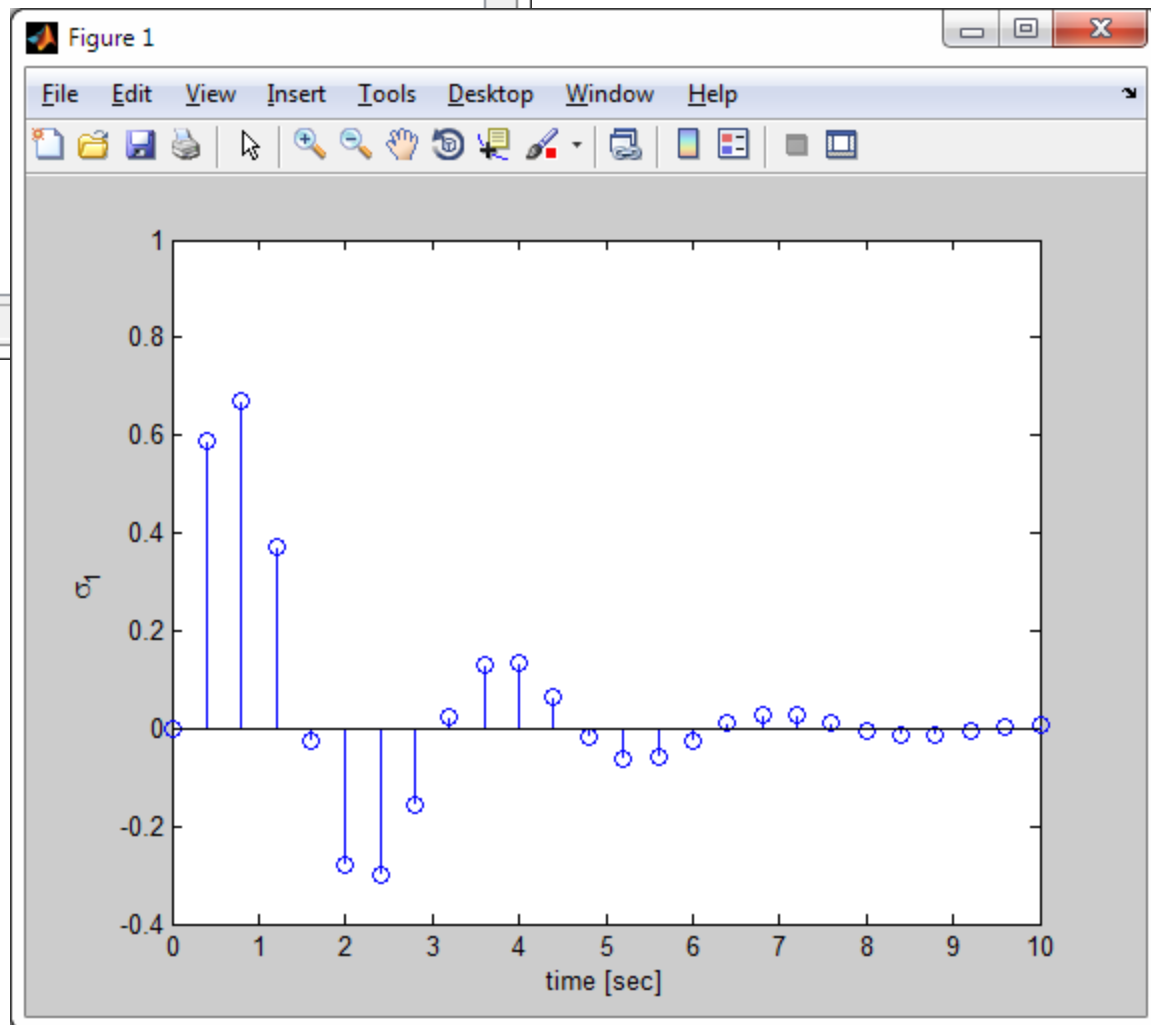 Figure 1
File Edit View Insert Tools Desktop Window Help
1
0.8
0.6
0.4
0.2
0
-0.2
-0.4
σ1
0 1 2 3 4 5 6 7 8 9 10
time [sec]